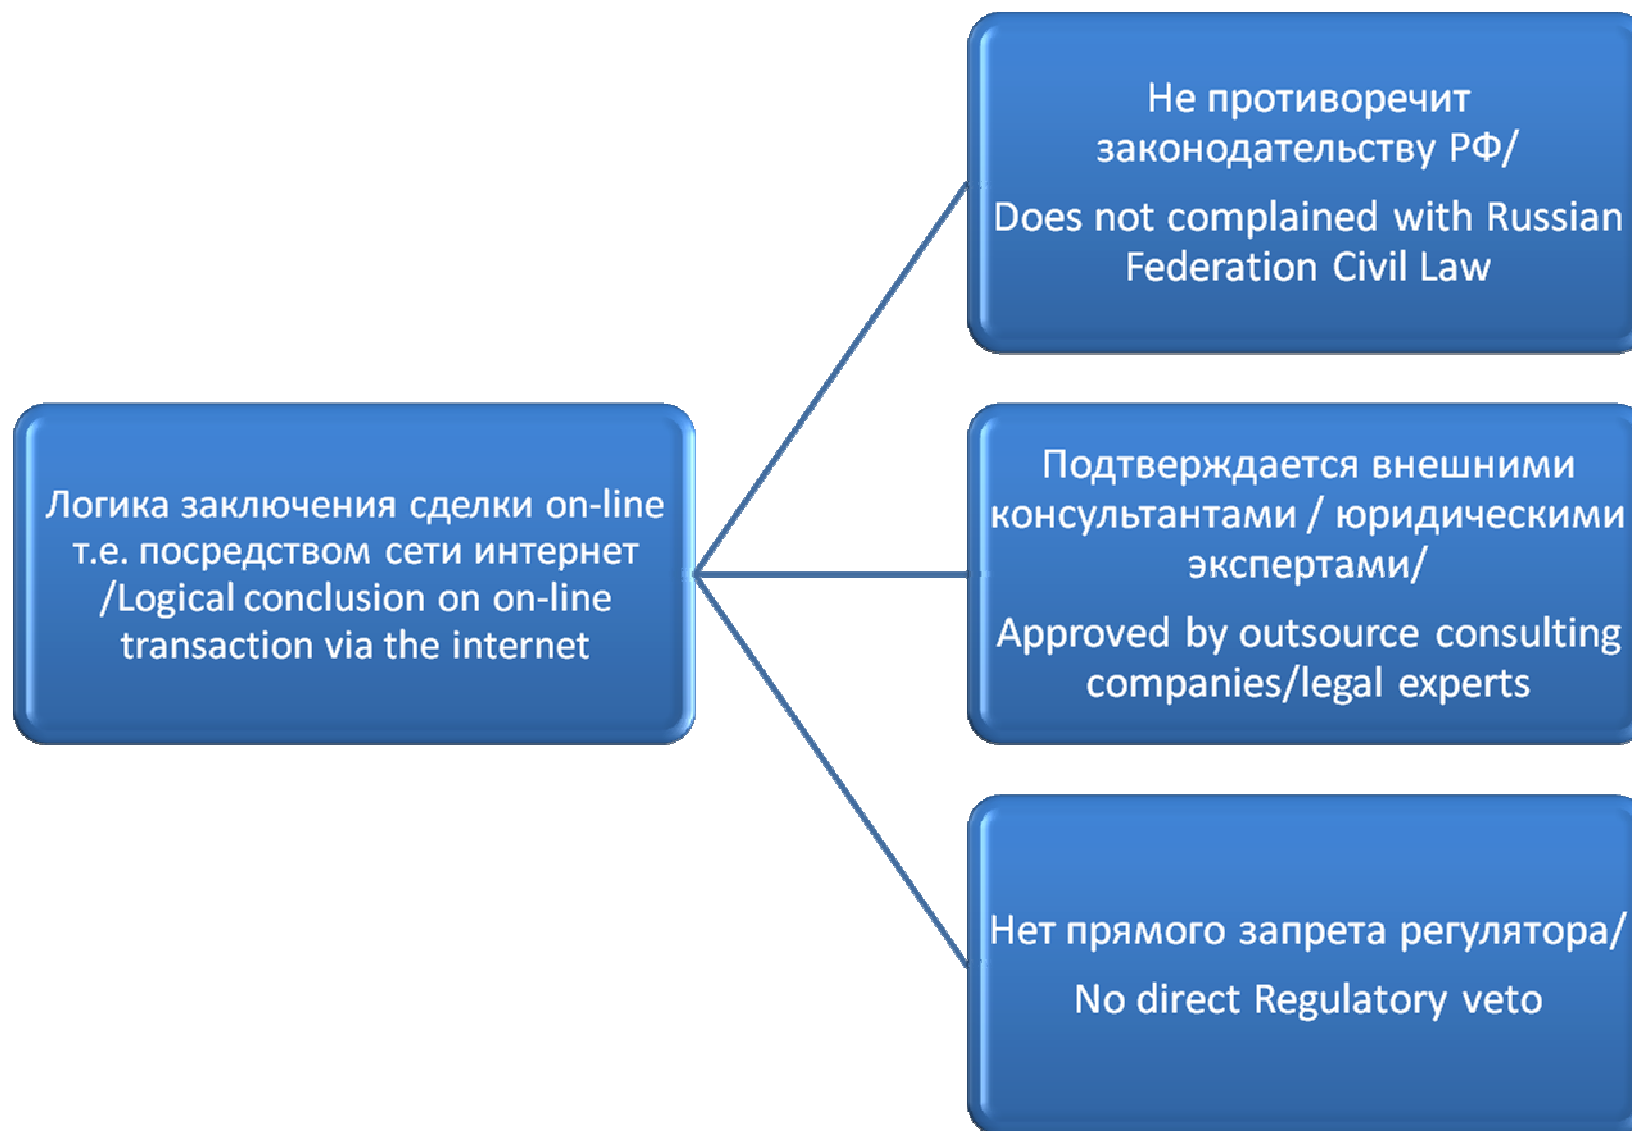 Не противоречит
законодательству РФ/
Does not complained with Russian
Federation Civil Law
Логика заключения сделки on-line
т.е. посредством сети интернет
/Logical conclusion on on-line
transaction via the internet
Подтверждается внешними
консультантами / юридическими
экспертами/
Approved by outsource consulting
companies/legal experts
Нет прямого запрета регулятора/
No direct Regulatory veto